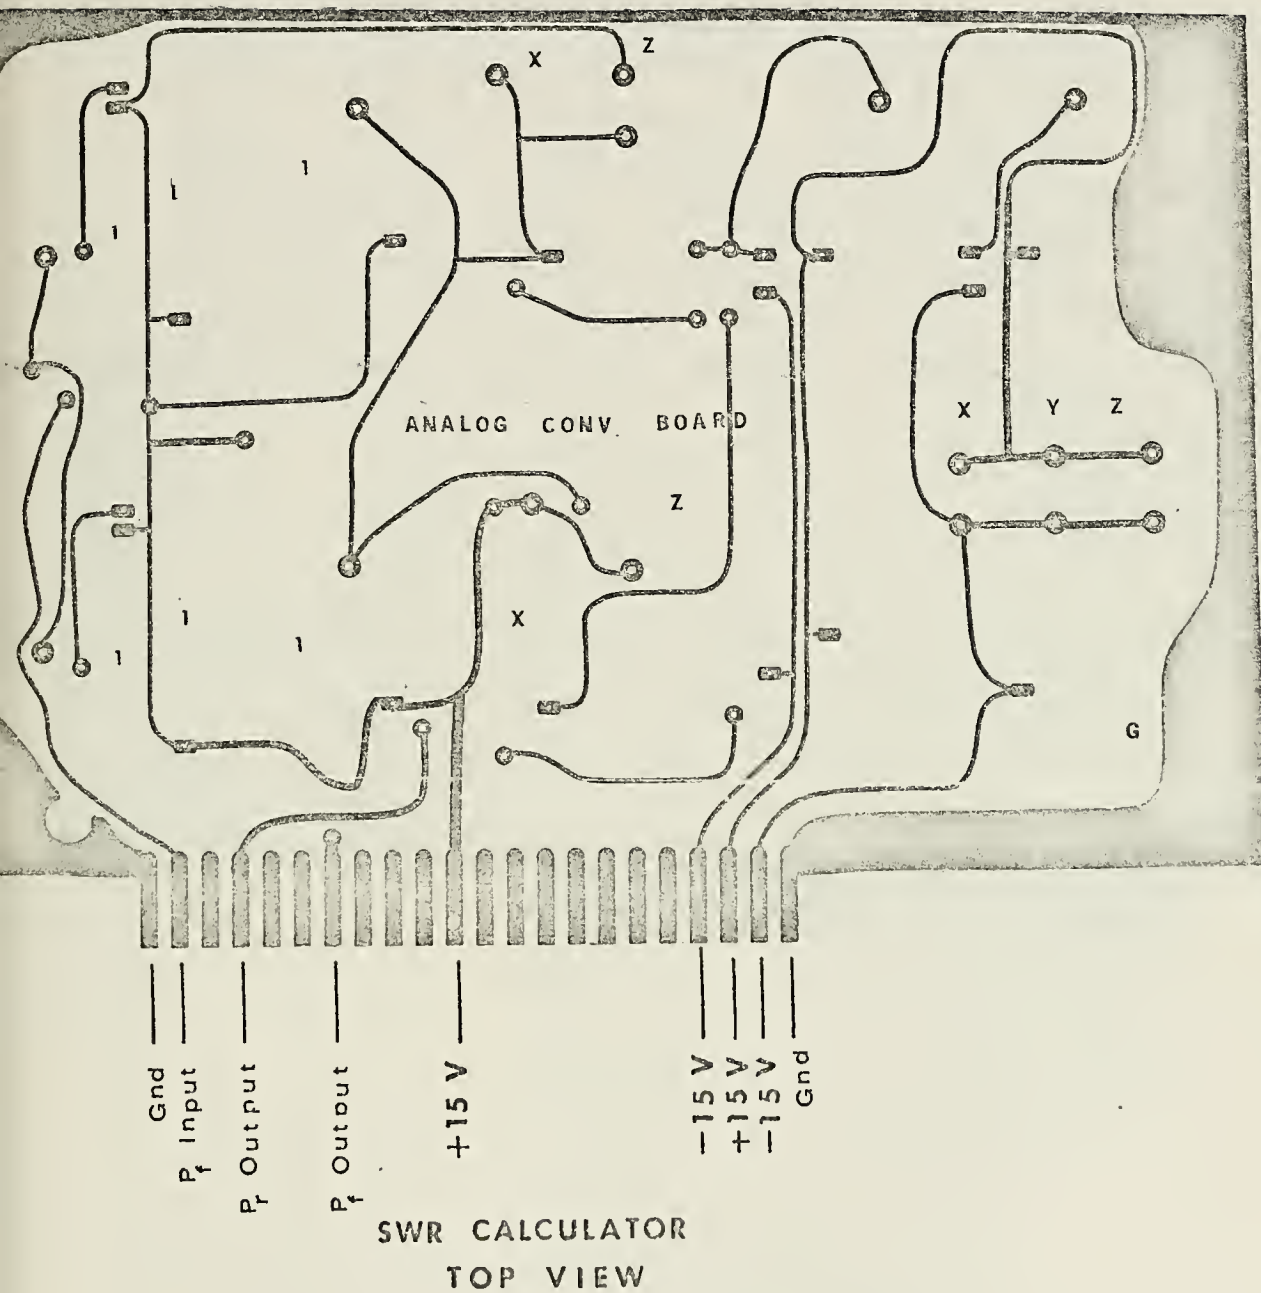 X Z
1
1
1
ANALOG CONV. BOARD
X Y Z
Z
X
1
1
1
G
Gnd
Pf Input
Pr Output
Pf Output
+15 V
−15 V
+15 V
−15 V
Gnd
SWR CALCULATOR
TOP VIEW